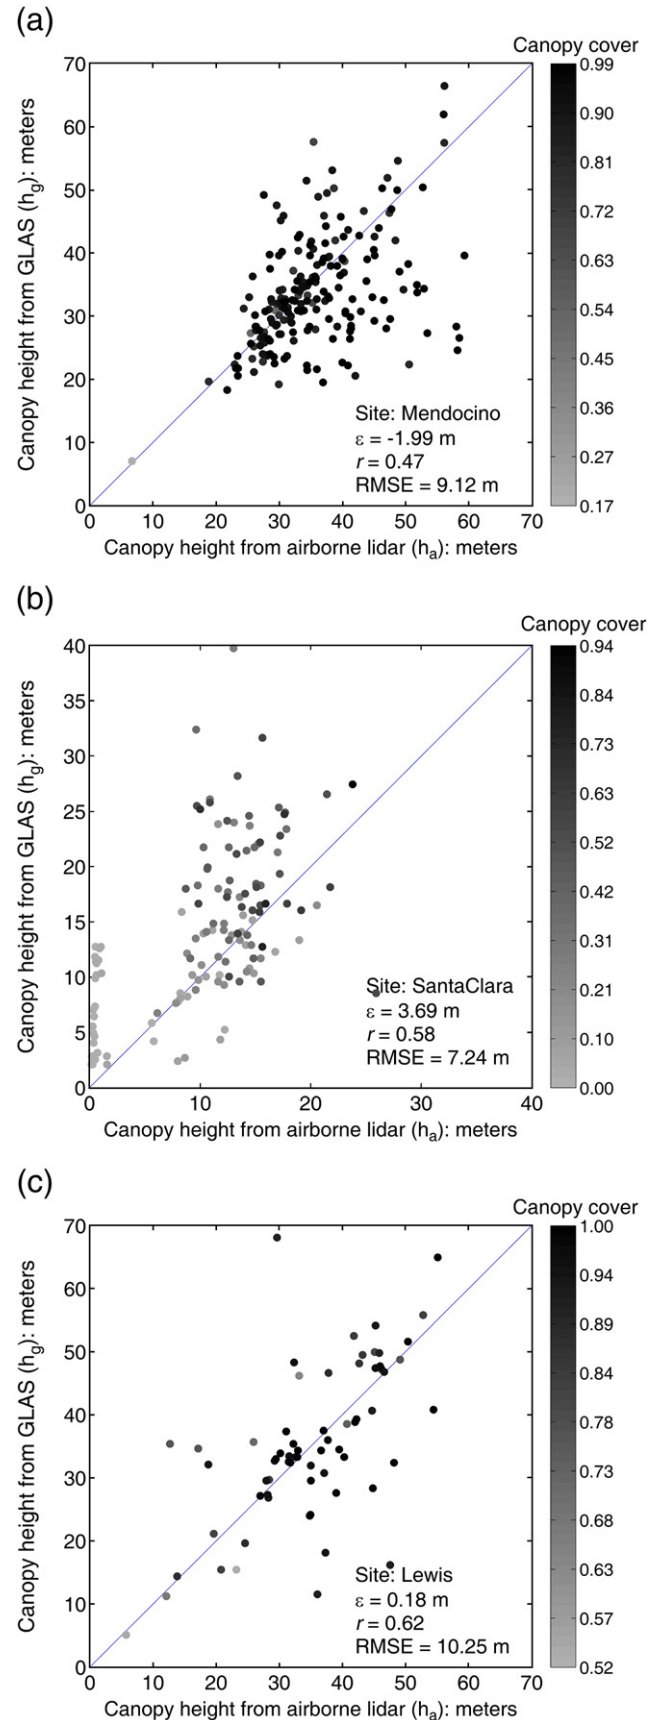 (a)
Canopy cover
70
60
50
40
30
20
10
0
0 10 20 30 40 50 60 70
Canopy height from GLAS (hg): meters
Canopy height from airborne lidar (ha): meters
Site: Mendocino
ε = -1.99 m
r = 0.47
RMSE = 9.12 m
0.99
0.90
0.81
0.72
0.63
0.54
0.45
0.36
0.27
0.17
(b)
Canopy cover
40
35
30
25
20
15
10
5
0
0 10 20 30 40
Canopy height from GLAS (hg): meters
Canopy height from airborne lidar (ha): meters
Site: SantaClara
ε = 3.69 m
r = 0.58
RMSE = 7.24 m
0.94
0.84
0.73
0.63
0.52
0.42
0.31
0.21
0.10
0.00
(c)
Canopy cover
70
60
50
40
30
20
10
0
0 10 20 30 40 50 60 70
Canopy height from GLAS (hg): meters
Canopy height from airborne lidar (ha): meters
Site: Lewis
ε = 0.18 m
r = 0.62
RMSE = 10.25 m
1.00
0.94
0.89
0.84
0.78
0.73
0.68
0.63
0.57
0.52